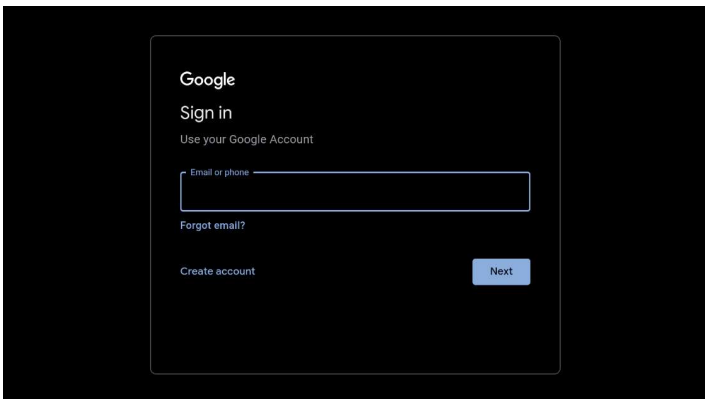 Google
Sign in
Use your Google Account
Email or phone
Forgot email?
Create account
Next